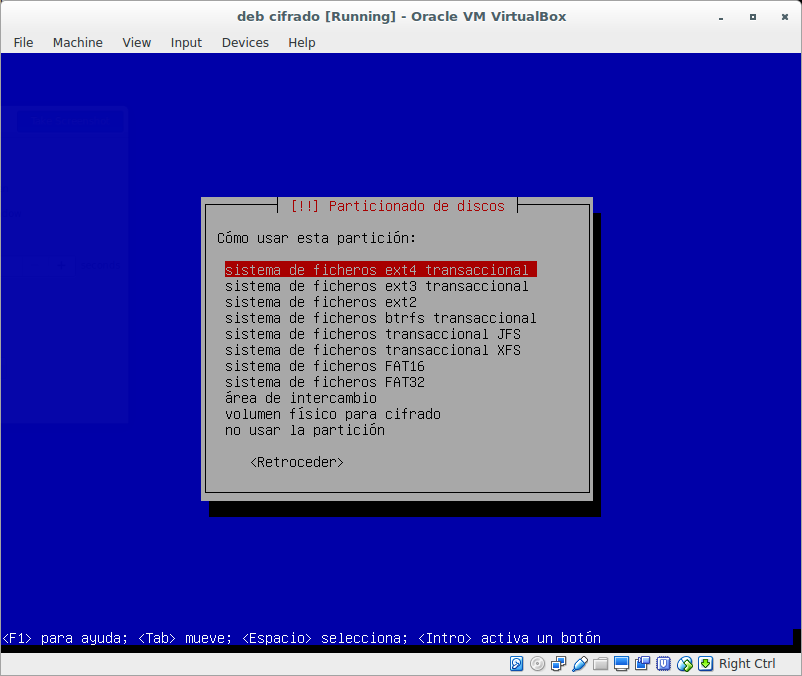 deb cifrado [Running] - Oracle VM VirtualBox
File Machine View Input Devices Help
[!!] Particionado de discos
Cómo usar esta partición:
sistema de ficheros ext4 transaccional
sistema de ficheros ext3 transaccional
sistema de ficheros ext2
sistema de ficheros btrfs transaccional
sistema de ficheros transaccional JFS
sistema de ficheros transaccional XFS
sistema de ficheros FAT16
sistema de ficheros FAT32
área de intercambio
volumen físico para cifrado
no usar la partición
<Retroceder>
<F1> para ayuda; <Tab> mueve; <Espacio> selecciona; <Intro> activa un botón
Right Ctrl